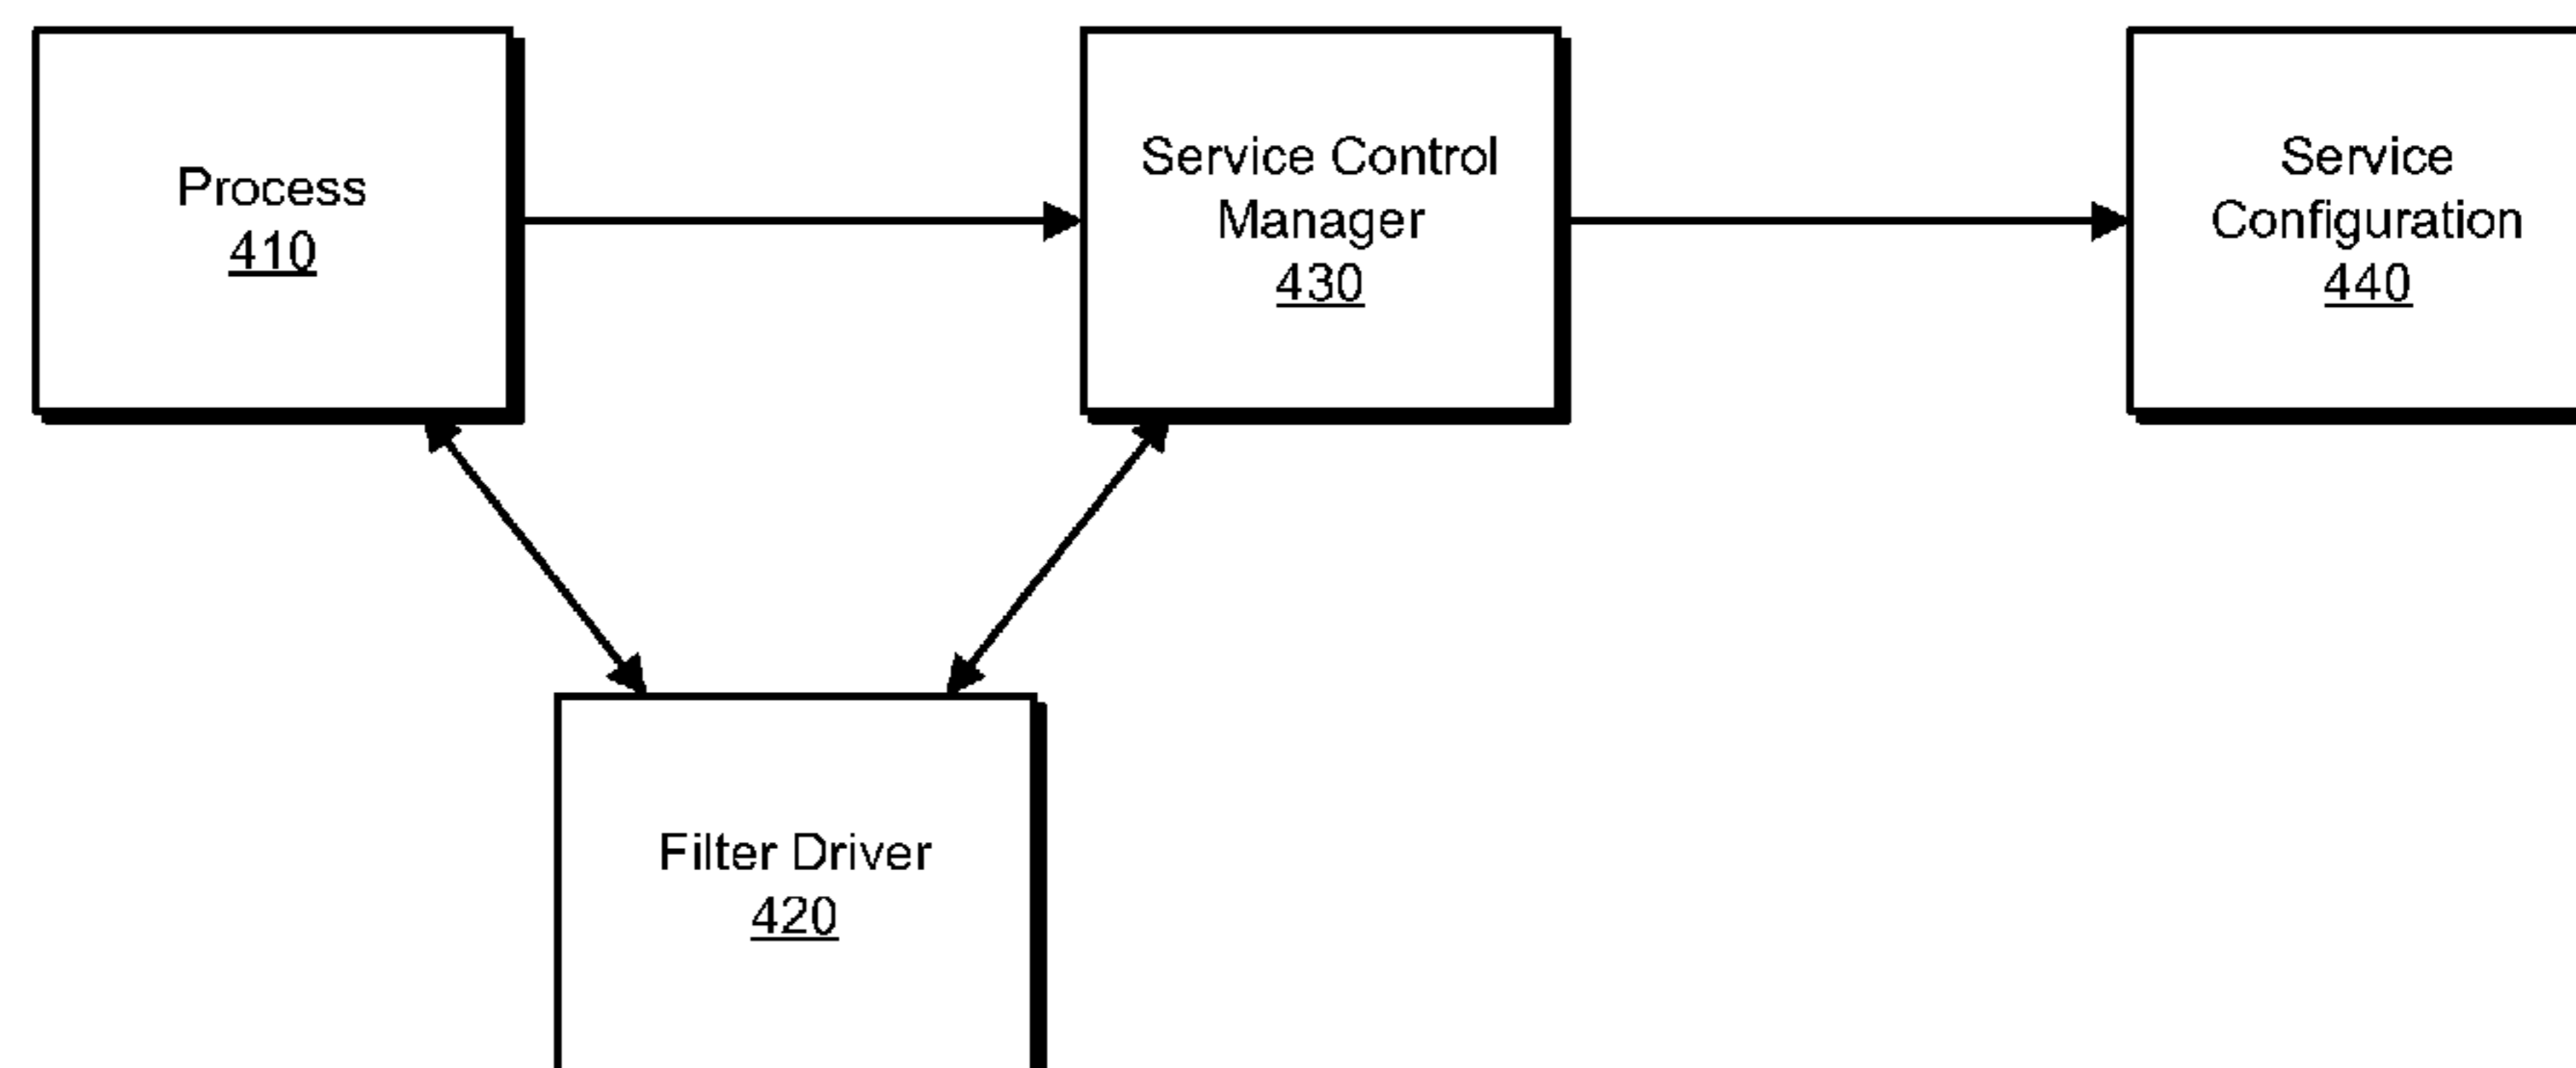 Process
410
Service Control
Manager
430
Service
Configuration
440
Filter Driver
420